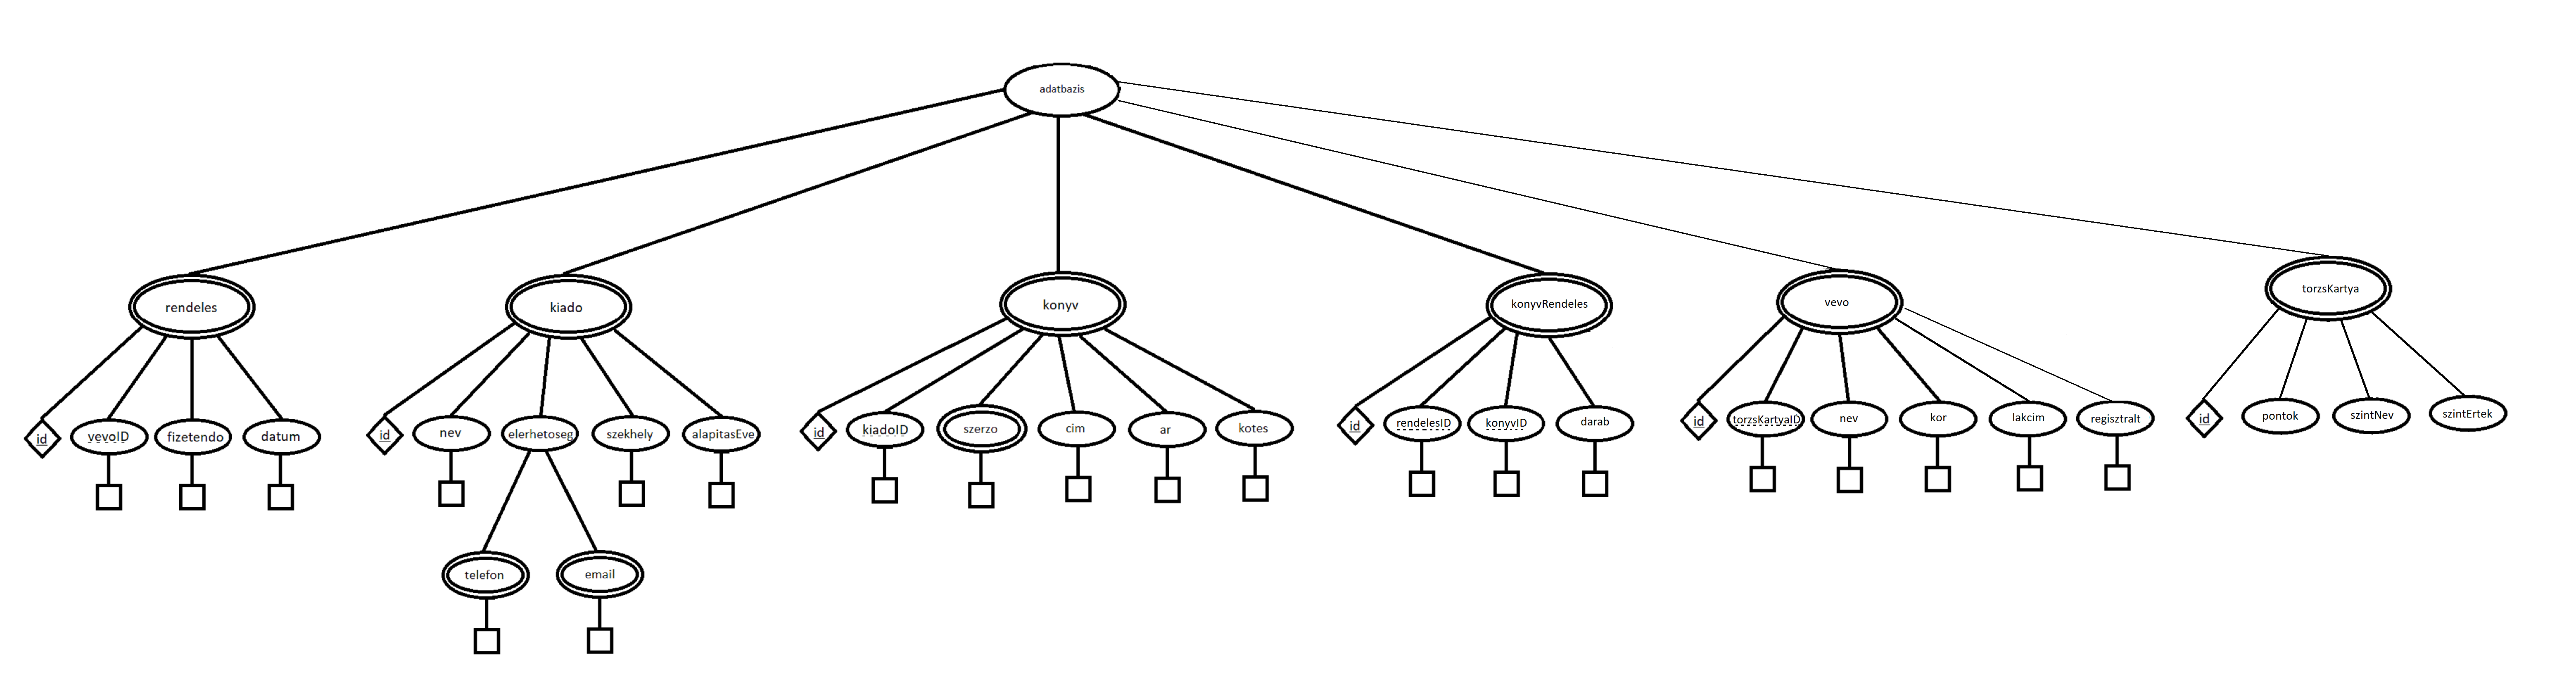 adatbazis
rendeles
kiado
konyv
konyvRendeles
vevo
torzsKartya
id
vevoID
fizetendo
datum
id
nev
elerhetoseg
szekhely
alapitasEve
id
kiadoID
szerzo
cim
ar
kotes
id
rendelesID
konyvID
darab
id
torzsKartyaID
nev
kor
lakcim
regisztralt
id
pontok
szintNev
szintErtek
telefon
email